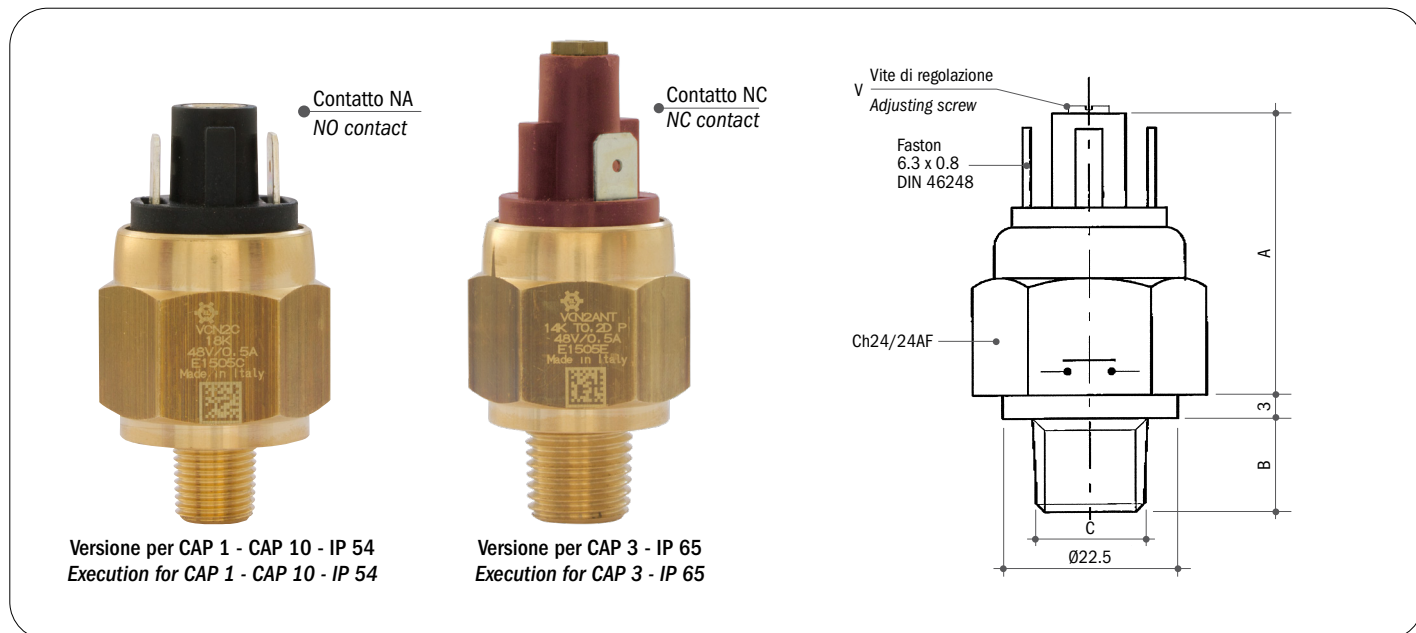 Contatto NA
NO contact
VCN2C
18K
48V/0.5A
E1505C
Made in Italy
Versione per CAP 1 - CAP 10 - IP 54
Execution for CAP 1 - CAP 10 - IP 54
Contatto NC
NC contact
VCN2ANT
14K T0.2D P
48V/0.5A
E1505E
Made in Italy
Versione per CAP 3 - IP 65
Execution for CAP 3 - IP 65
Vite di regolazione
V
Adjusting screw
Faston
6.3 x 0.8
DIN 46248
A
Ch24/24AF
3
B
C
Ø22.5